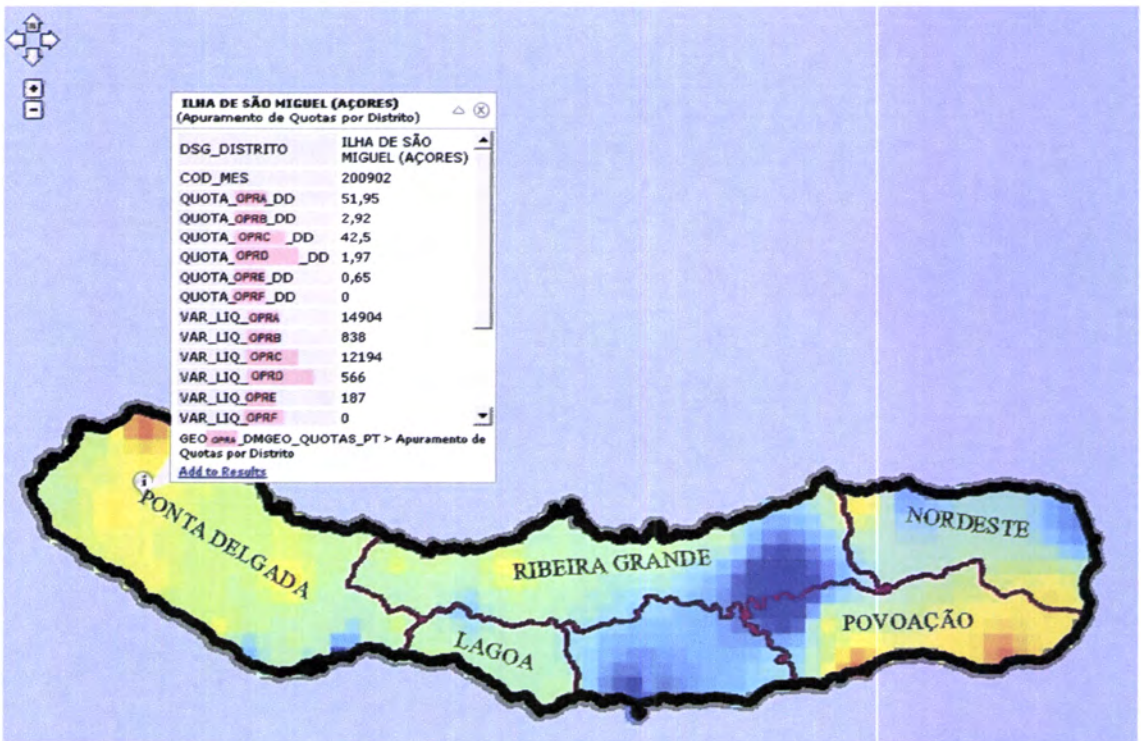 ILHA DE SÃO MIGUEL (AÇORES)
(Apuramento de Quotas por Distrito)
DSG_DISTRITO ILHA DE SÃO
MIGUEL (AÇORES)
COD_MES 200902
QUOTA_OPRA_DD 51,95
QUOTA_OPRB_DD 2,92
QUOTA_OPRC_DD 42,5
QUOTA_OPRD_DD 1,97
QUOTA_OPRE_DD 0,65
QUOTA_OPRF_DD 0
VAR_LIQ_OPRA 14904
VAR_LIQ_OPRB 838
VAR_LIQ_OPRC 12194
VAR_LIQ_OPRD 566
VAR_LIQ_OPRE 187
VAR_LIQ_OPRF 0
GEO OPRA_DMGEO_QUOTAS_PT > Apuramento de
Quotas por Distrito
Add to Results
PONTA DELGADA
RIBEIRA GRANDE
NORDESTE
LAGOA
POVOAÇÃO